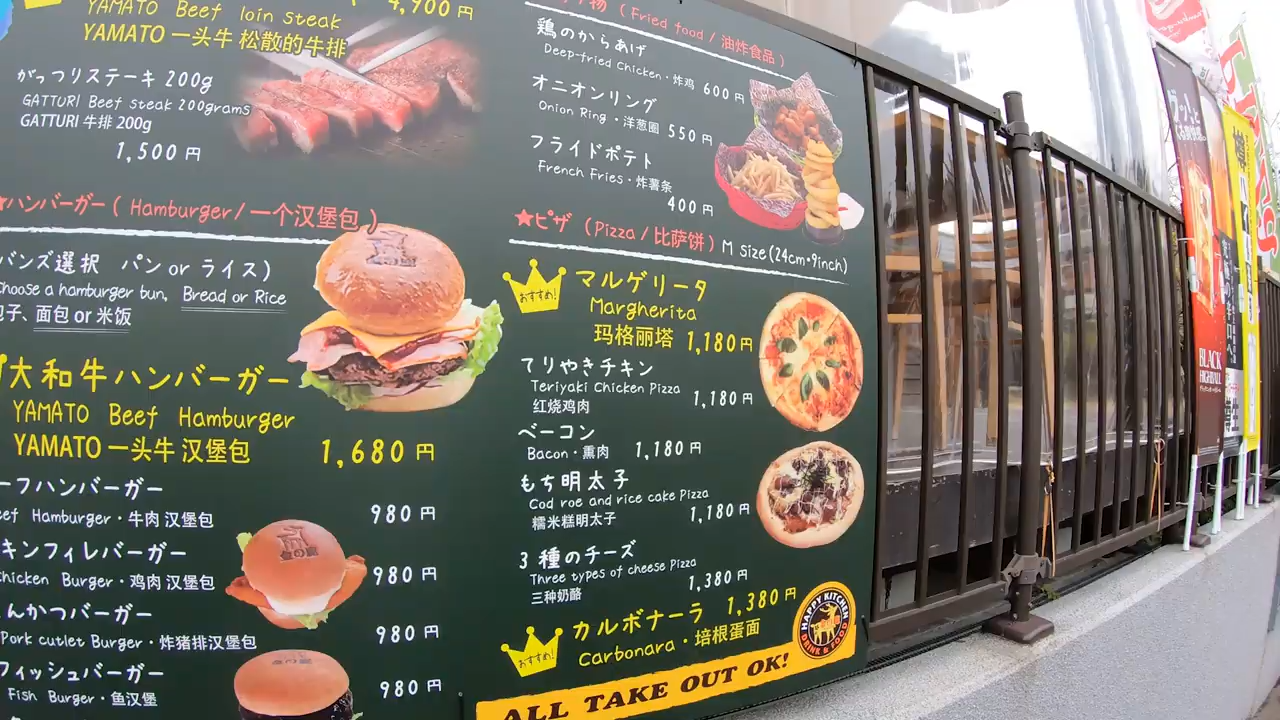 YAMATO Beef loin steak
4,900 円
YAMATO 一头牛 松散的牛排
がっつりステーキ 200g
GATTURI Beef steak 200grams
GATTURI 牛排 200g
1,500 円
★ハンバーガー ( Hamburger / 一个汉堡包 )
バンズ選択 パン or ライス)
Choose a hamburger bun, Bread or Rice
包子、面包 or 米饭
大和牛ハンバーガー
YAMATO Beef Hamburger
YAMATO 一头牛 汉堡包
1,680 円
ーフハンバーガー
eef Hamburger・牛肉 汉堡包
980 円
キンフィレバーガー
hicken Burger・鸡肉 汉堡包
980 円
んかつバーガー
Pork cutlet Burger・炸猪排汉堡包
980 円
フィッシュバーガー
Fish Burger・鱼汉堡
980 円
物 ( Fried food / 油炸食品 )
鶏のからあげ
Deep-fried Chicken・炸鸡 600 円
オニオンリング
Onion Ring・洋葱圈 550 円
フライドポテト
French Fries・炸薯条
400 円
★ピザ ( Pizza / 比萨饼 ) M size(24cm・9inch)
おすすめ!
マルゲリータ
Margherita
玛格丽塔 1,180 円
てりやきチキン
Teriyaki Chicken Pizza
红烧鸡肉
1,180 円
ベーコン
Bacon・熏肉 1,180 円
もち明太子
Cod roe and rice cake Pizza
糯米糕明太子
1,180 円
3種のチーズ
Three types of cheese Pizza
三种奶酪
1,380 円
おすすめ!
カルボナーラ 1,380 円
Carbonara・培根蛋面
HAPPY KITCHEN
DRINK & FOOD
ALL TAKE OUT OK!
BLACK
HIGHBALL